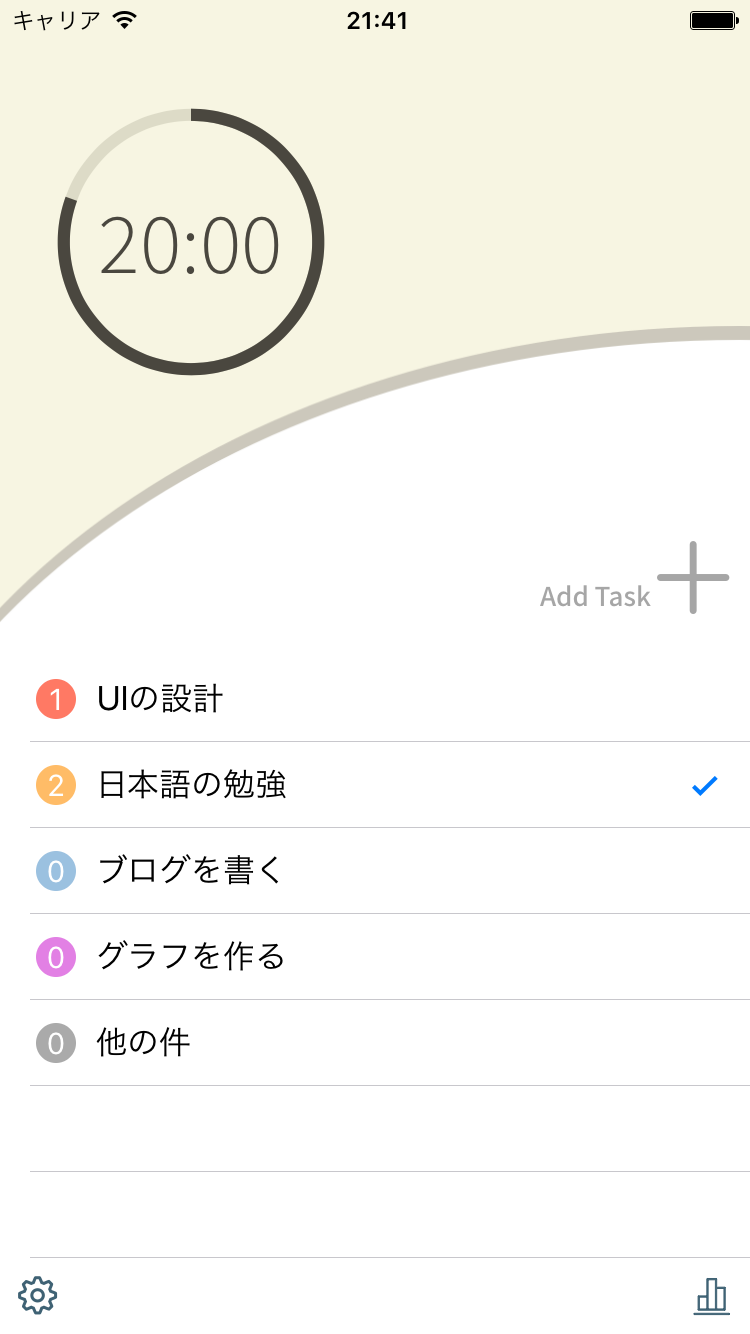 キャリア 21:41
20:00
Add Task
1 UIの設計
2 日本語の勉強
0 ブログを書く
0 グラフを作る
0 他の件